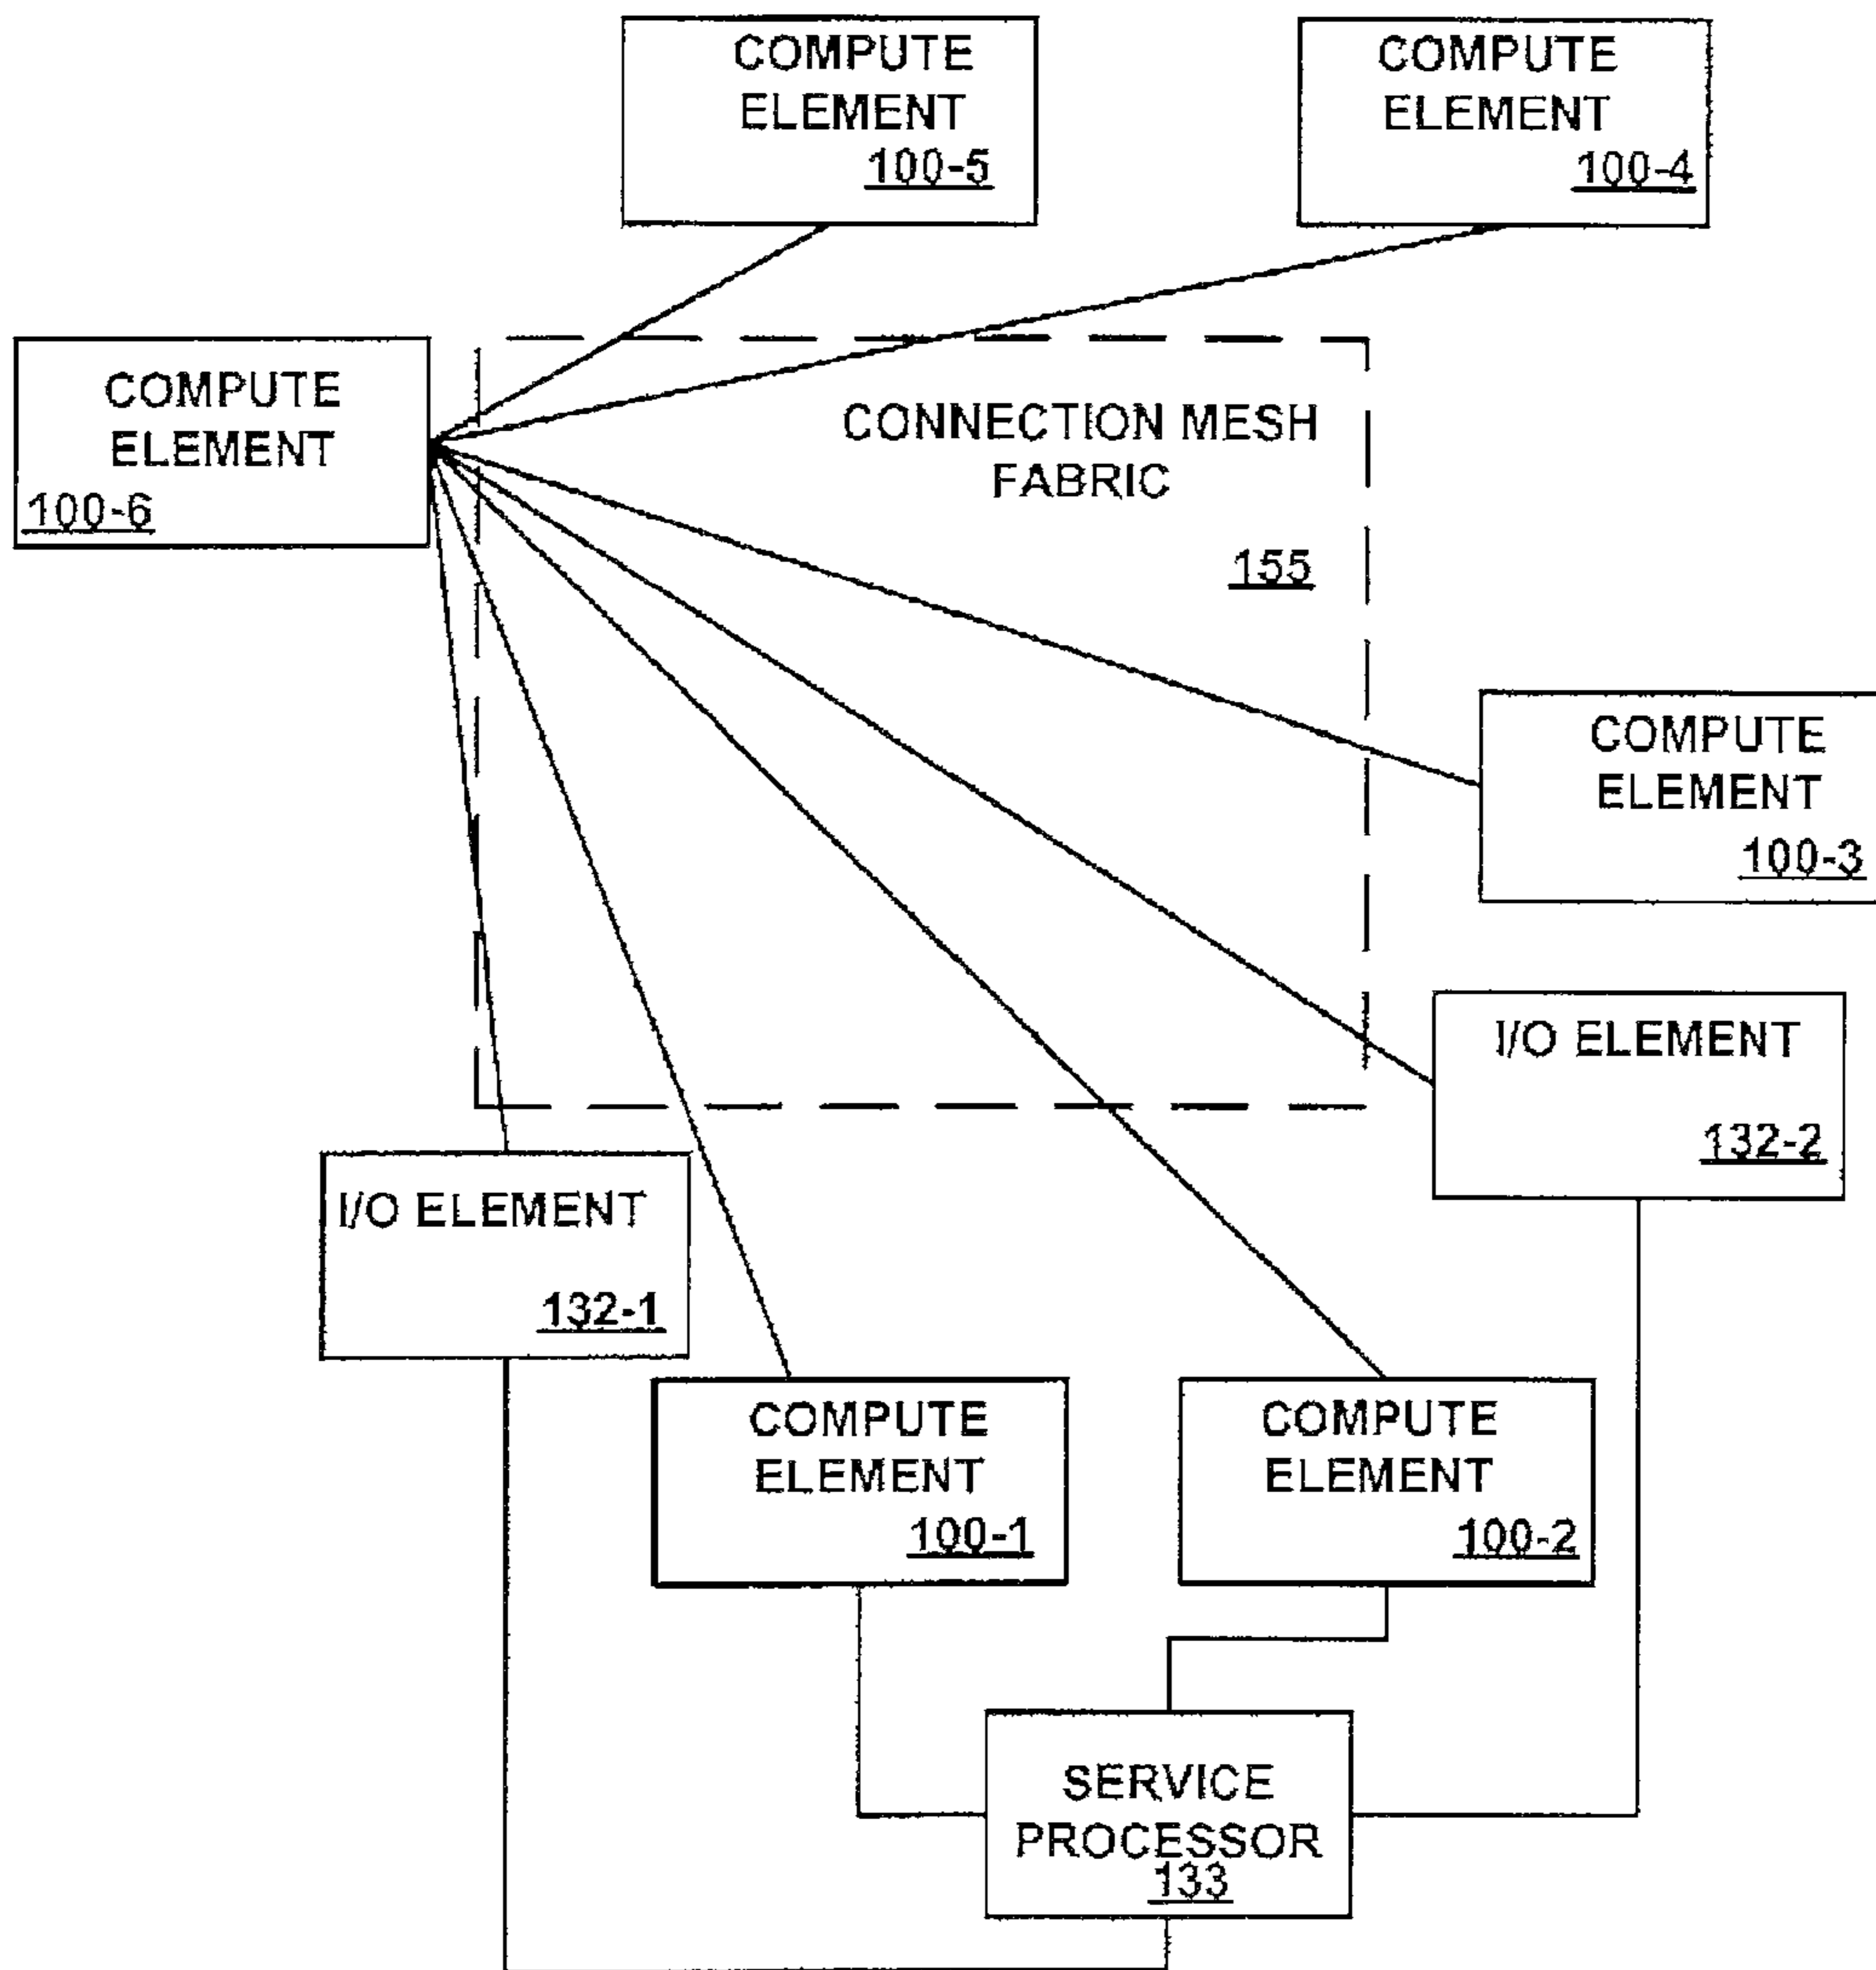 COMPUTE
ELEMENT
100-5
COMPUTE
ELEMENT
100-4
COMPUTE
ELEMENT
100-6
CONNECTION MESH
FABRIC
155
COMPUTE
ELEMENT
100-3
I/O ELEMENT
132-2
I/O ELEMENT
132-1
COMPUTE
ELEMENT
100-1
COMPUTE
ELEMENT
100-2
SERVICE
PROCESSOR
133